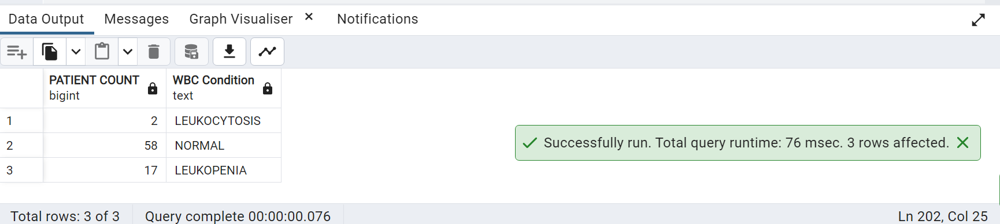 Data Output Messages Graph Visualiser Notifications
PATIENT COUNT WBC Condition
bigint text
1 2 LEUKOCYTOSIS
2 58 NORMAL
3 17 LEUKOPENIA
Successfully run. Total query runtime: 76 msec. 3 rows affected.
Total rows: 3 of 3 Query complete 00:00:00.076 Ln 202, Col 25